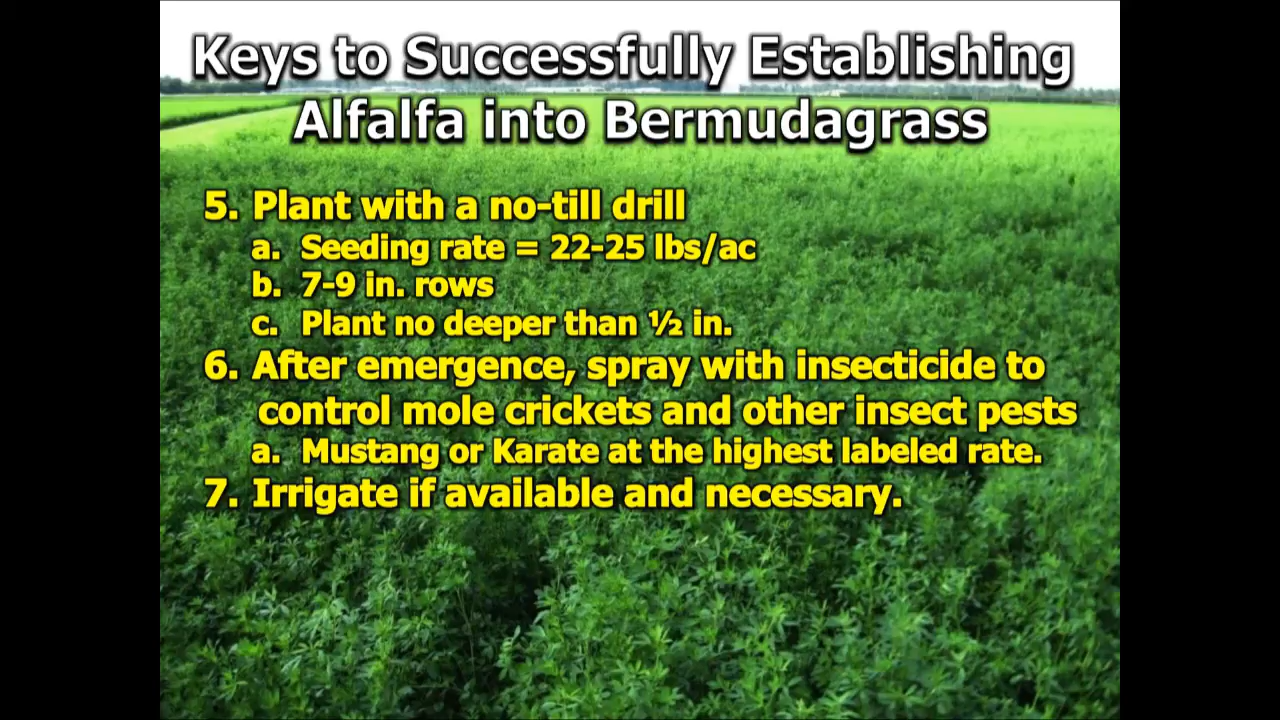 Keys to Successfully Establishing
Alfalfa into Bermudagrass
5. Plant with a no-till drill
a. Seeding rate = 22-25 lbs/ac
b. 7-9 in. rows
c. Plant no deeper than ½ in.
6. After emergence, spray with insecticide to
control mole crickets and other insect pests
a. Mustang or Karate at the highest labeled rate.
7. Irrigate if available and necessary.